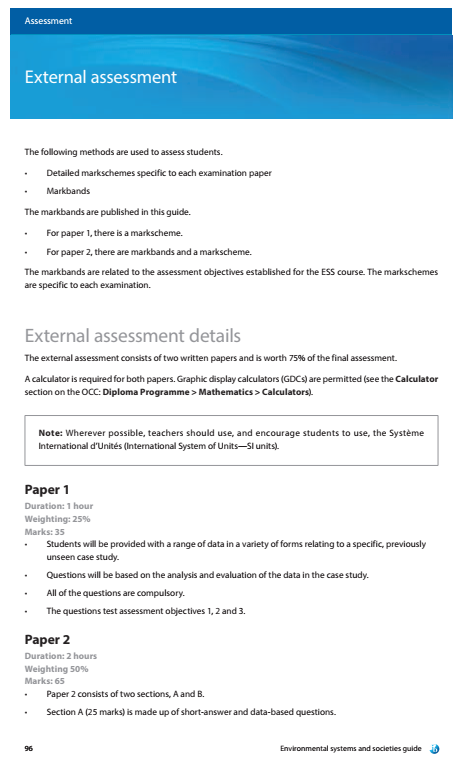 Assessment
External assessment
The following methods are used to assess students.
• Detailed markschemes specific to each examination paper
• Markbands
The markbands are published in this guide.
• For paper 1, there is a markscheme.
• For paper 2, there are markbands and a markscheme.
The markbands are related to the assessment objectives established for the ESS course. The markschemes
are specific to each examination.
External assessment details
The external assessment consists of two written papers and is worth 75% of the final assessment.
A calculator is required for both papers. Graphic display calculators (GDCs) are permitted (see the Calculator
section on the OCC: Diploma Programme > Mathematics > Calculators).
Note: Wherever possible, teachers should use, and encourage students to use, the Système
International d'Unités (International System of Units—SI units).
Paper 1
Duration: 1 hour
Weighting: 25%
Marks: 35
• Students will be provided with a range of data in a variety of forms relating to a specific, previously
unseen case study.
• Questions will be based on the analysis and evaluation of the data in the case study.
• All of the questions are compulsory.
• The questions test assessment objectives 1, 2 and 3.
Paper 2
Duration: 2 hours
Weighting 50%
Marks: 65
• Paper 2 consists of two sections, A and B.
• Section A (25 marks) is made up of short-answer and data-based questions.
96 Environmental systems and societies guide